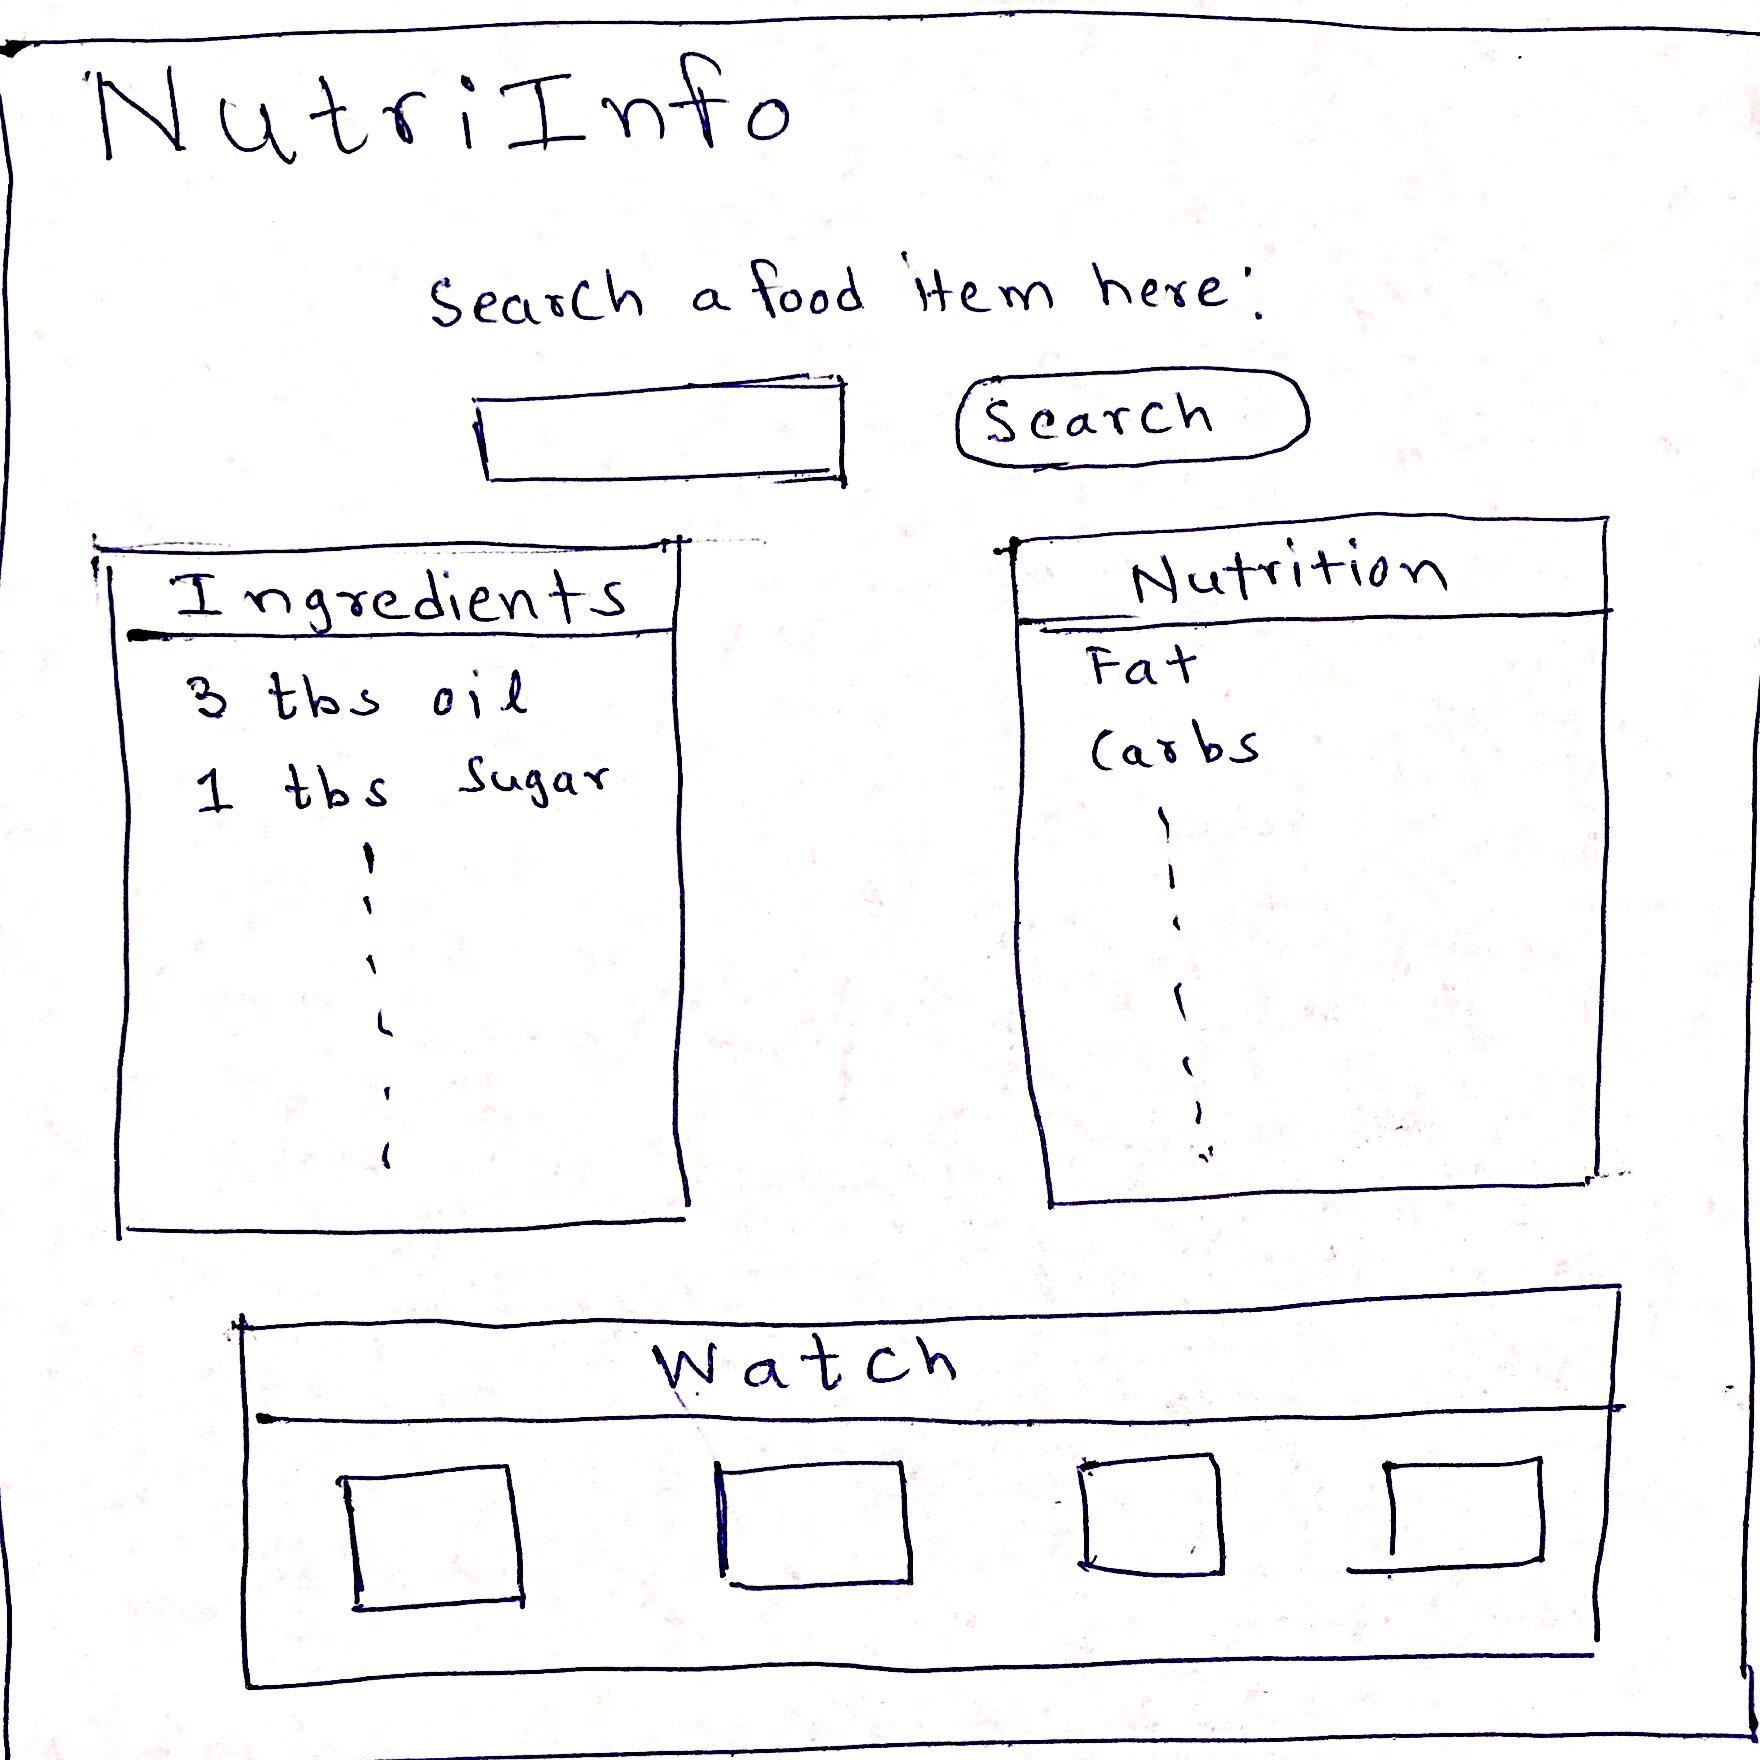 NutriInfo
Search a food item here:
Search
Ingredients
3 tbs oil
1 tbs Sugar
Nutrition
Fat
Carbs
Watch